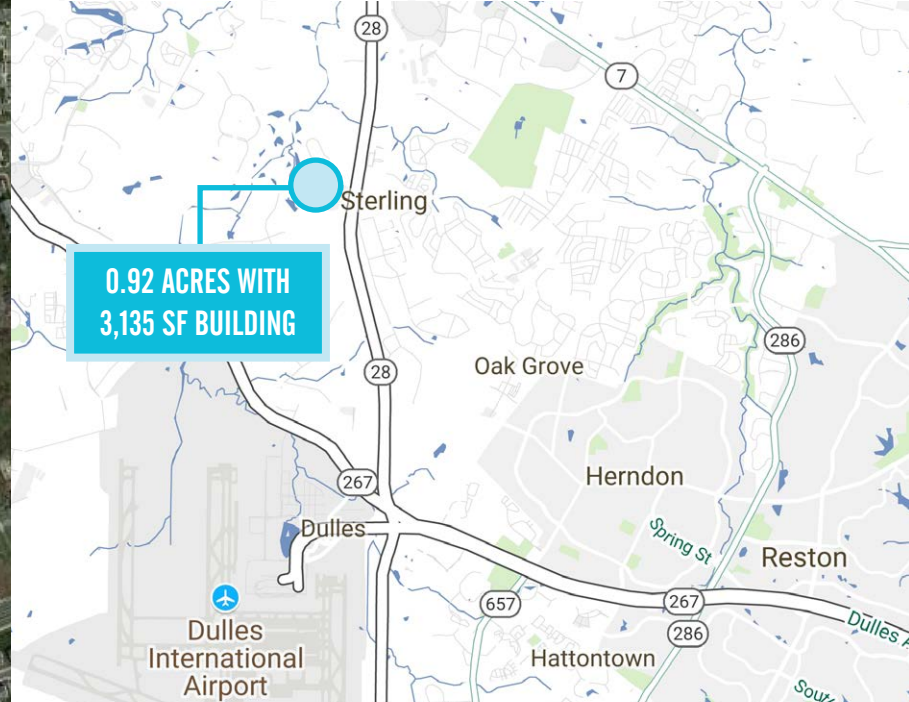 28
7
Sterling
0.92 ACRES WITH
3,135 SF BUILDING
286
Oak Grove
28
Herndon
267
Spring St
Dulles
Reston
657
267
Dulles A
286
Dulles
International
Airport
Hattontown
South